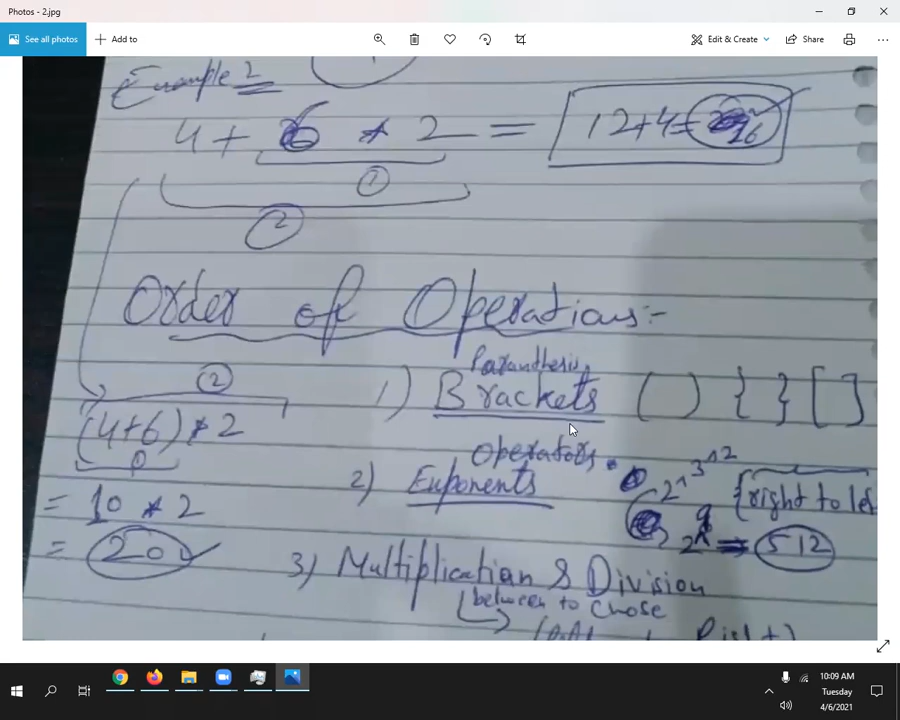 Photos - 2.jpg
See all photos
Add to
Edit & Create
Share
Example 2
4 + 6 * 2 = 12+4=16
①
②
Order of Operations:-
②
(4+6) * 2
= 10 * 2
= 20
Paranthesis
1) Brackets ( ) { } [ ]
Operators
2) Exponents 2^3^2 {right to lef
2^9 = 512
3) Multiplication & Division
between to chose
10:09 AM
Tuesday
4/6/2021